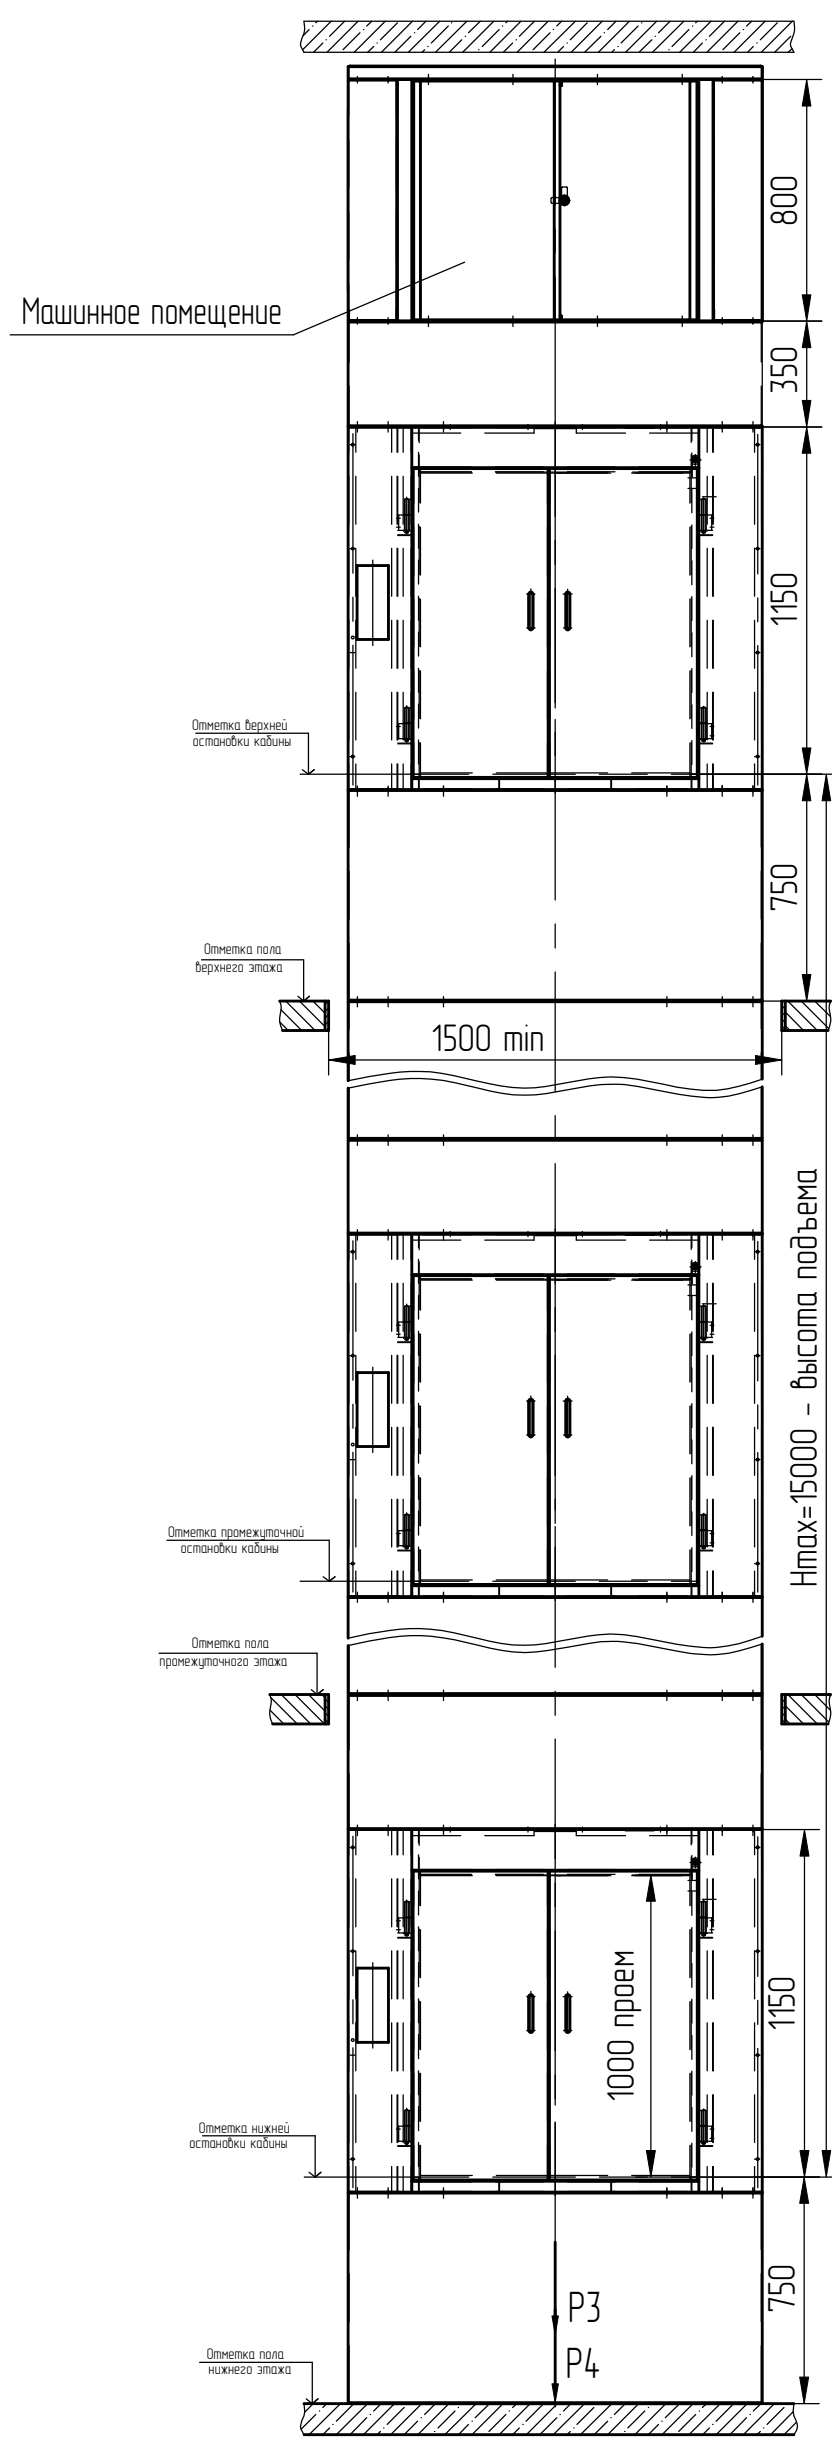 800
Машинное помещение
350
1150
Отметка верхней
остановки кабины
750
Отметка пола
верхнего этажа
1500 min
Hmax=15000 - высота подъема
Отметка промежуточной
остановки кабины
Отметка пола
промежуточного этажа
1000 проем
1150
Отметка нижней
остановки кабины
750
P3
P4
Отметка пола
нижнего этажа